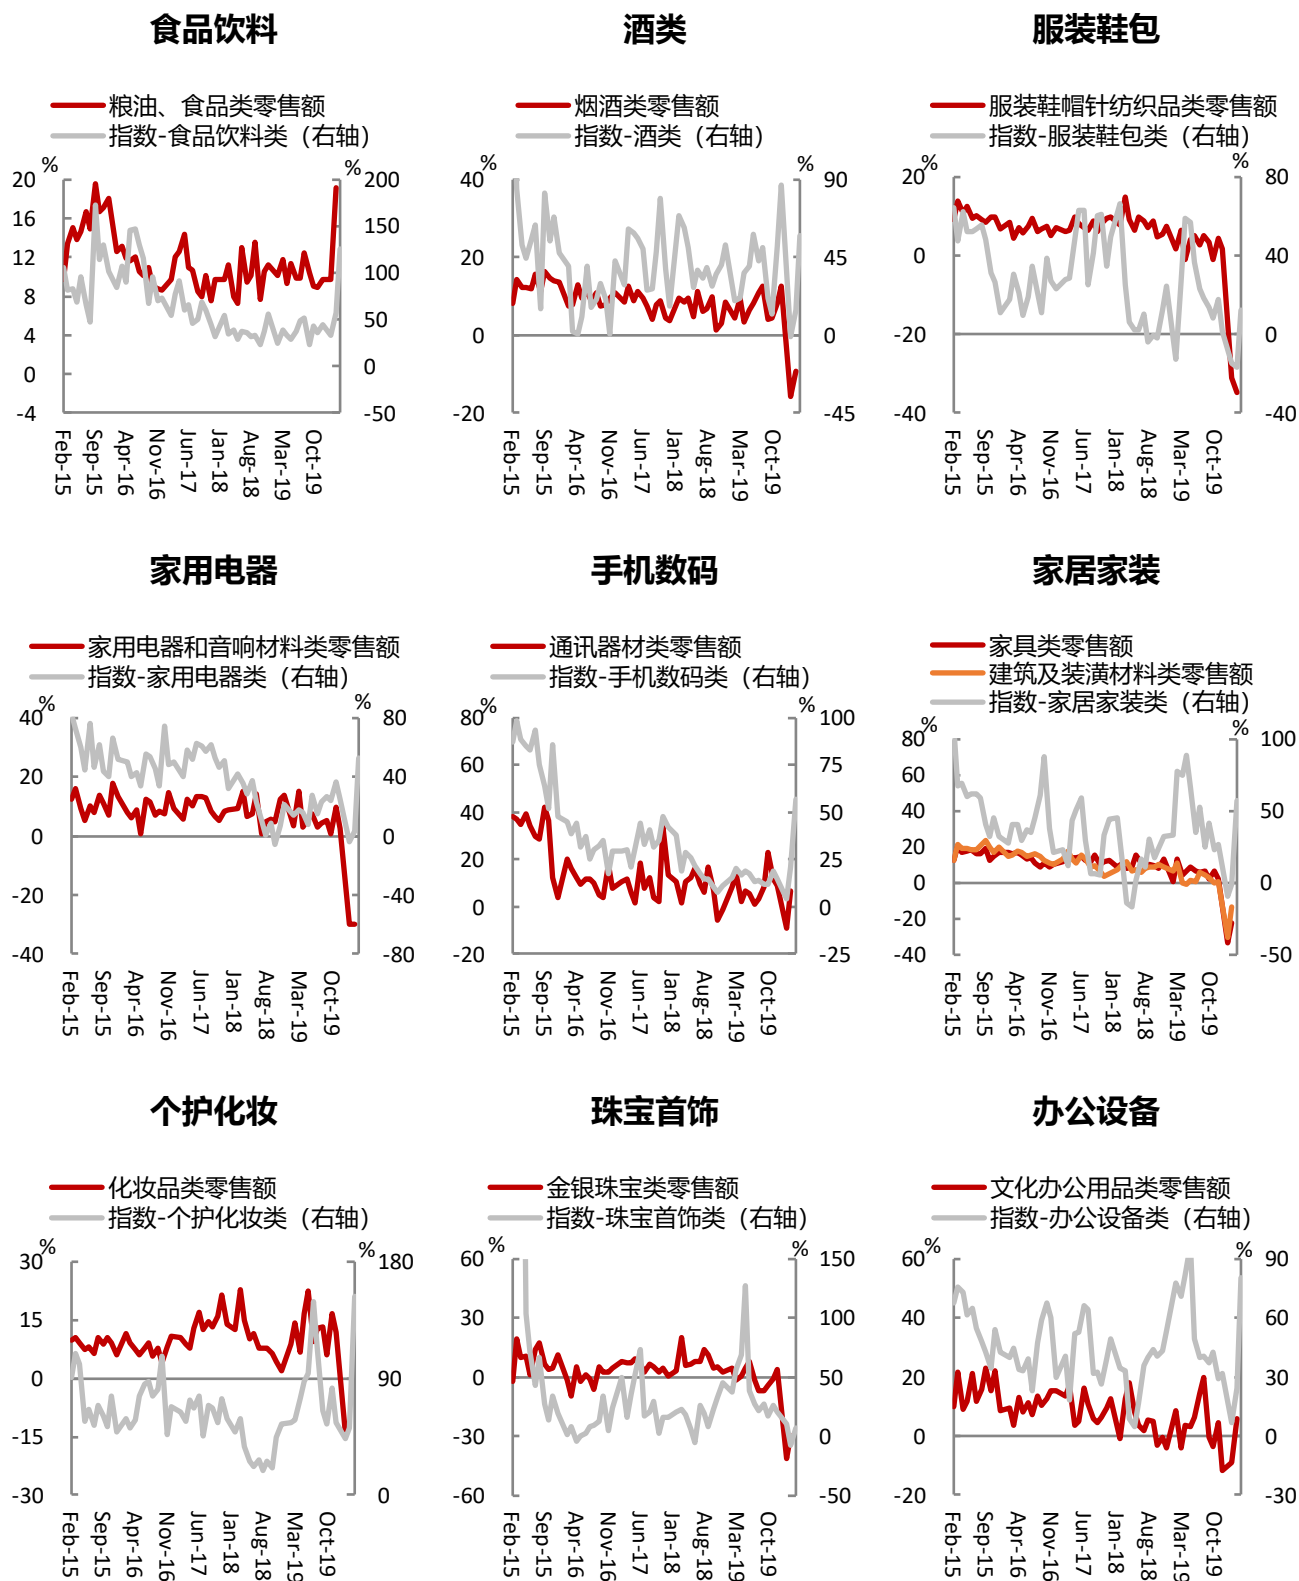 食品饮料
粮油、食品类零售额
指数-食品饮料类（右轴）
%
%
20
16
12
8
4
0
-4
200
150
100
50
0
-50
Feb-15
Sep-15
Apr-16
Nov-16
Jun-17
Jan-18
Aug-18
Mar-19
Oct-19
酒类
烟酒类零售额
指数-酒类（右轴）
%
%
40
20
0
-20
90
45
0
-45
Feb-15
Sep-15
Apr-16
Nov-16
Jun-17
Jan-18
Aug-18
Mar-19
Oct-19
服装鞋包
服装鞋帽针纺织品类零售额
指数-服装鞋包类（右轴）
%
%
20
0
-20
-40
80
40
0
-40
Feb-15
Sep-15
Apr-16
Nov-16
Jun-17
Jan-18
Aug-18
Mar-19
Oct-19
家用电器
家用电器和音响材料类零售额
指数-家用电器类（右轴）
%
%
40
20
0
-20
-40
80
40
0
-40
-80
Feb-15
Sep-15
Apr-16
Nov-16
Jun-17
Jan-18
Aug-18
Mar-19
Oct-19
手机数码
通讯器材类零售额
指数-手机数码类（右轴）
%
%
80
60
40
20
0
-20
100
75
50
25
0
-25
Feb-15
Sep-15
Apr-16
Nov-16
Jun-17
Jan-18
Aug-18
Mar-19
Oct-19
家居家装
家具类零售额
建筑及装潢材料类零售额
指数-家居家装类（右轴）
%
%
80
60
40
20
0
-20
-40
100
50
0
-50
Feb-15
Sep-15
Apr-16
Nov-16
Jun-17
Jan-18
Aug-18
Mar-19
Oct-19
个护化妆
化妆品类零售额
指数-个护化妆类（右轴）
%
%
30
15
0
-15
-30
180
90
0
Feb-15
Sep-15
Apr-16
Nov-16
Jun-17
Jan-18
Aug-18
Mar-19
Oct-19
珠宝首饰
金银珠宝类零售额
指数-珠宝首饰类（右轴）
%
%
60
30
0
-30
-60
150
100
50
0
-50
Feb-15
Sep-15
Apr-16
Nov-16
Jun-17
Jan-18
Aug-18
Mar-19
Oct-19
办公设备
文化办公用品类零售额
指数-办公设备类（右轴）
%
%
60
40
20
0
-20
90
60
30
0
-30
Feb-15
Sep-15
Apr-16
Nov-16
Jun-17
Jan-18
Aug-18
Mar-19
Oct-19